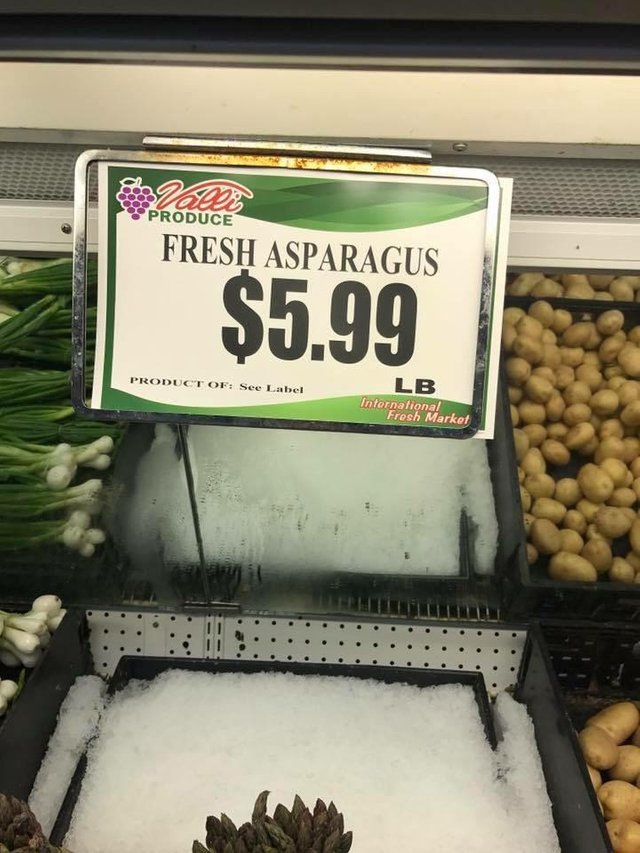 Valli
PRODUCE
FRESH ASPARAGUS
$5.99
PRODUCT OF: See Label
LB
International
Fresh Market